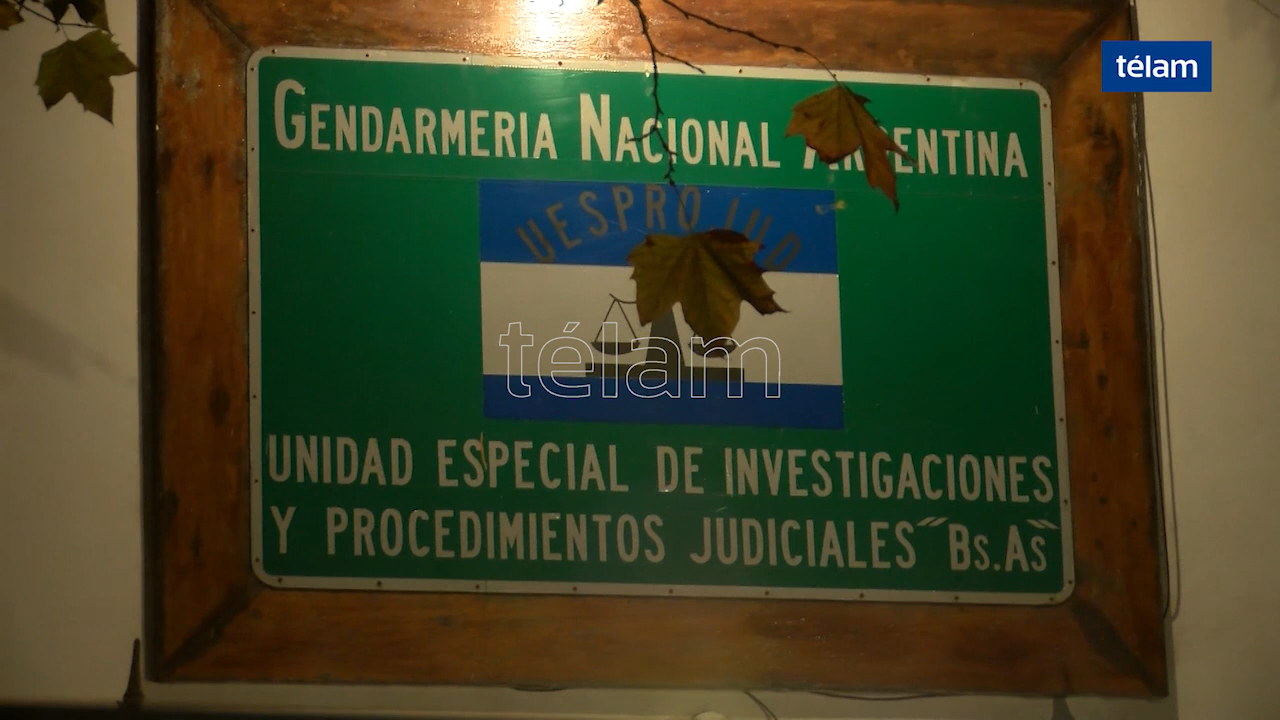 télam
GENDARMERIA NACIONAL ARGENTINA
UESPROJUD
télam
UNIDAD ESPECIAL DE INVESTIGACIONES
Y PROCEDIMIENTOS JUDICIALES "Bs.As"